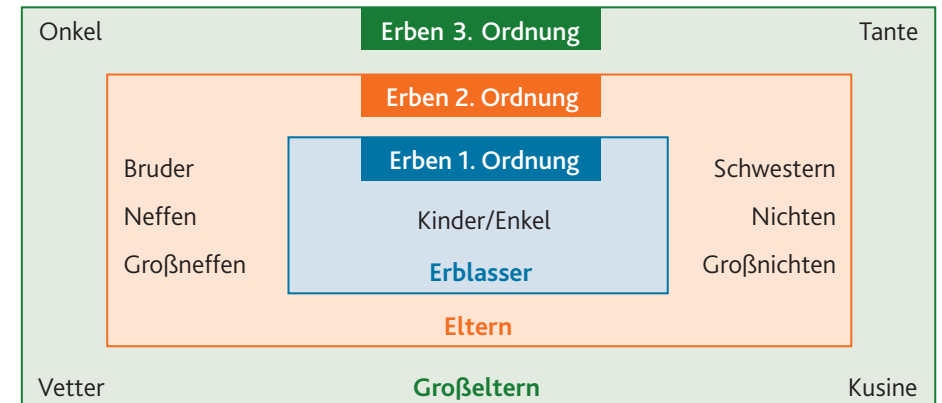 Onkel Erben 3. Ordnung Tante
Erben 2. Ordnung
Bruder Erben 1. Ordnung Schwestern
Neffen Kinder/Enkel Nichten
Großneffen Erblasser Großnichten
Eltern
Vetter Großeltern Kusine